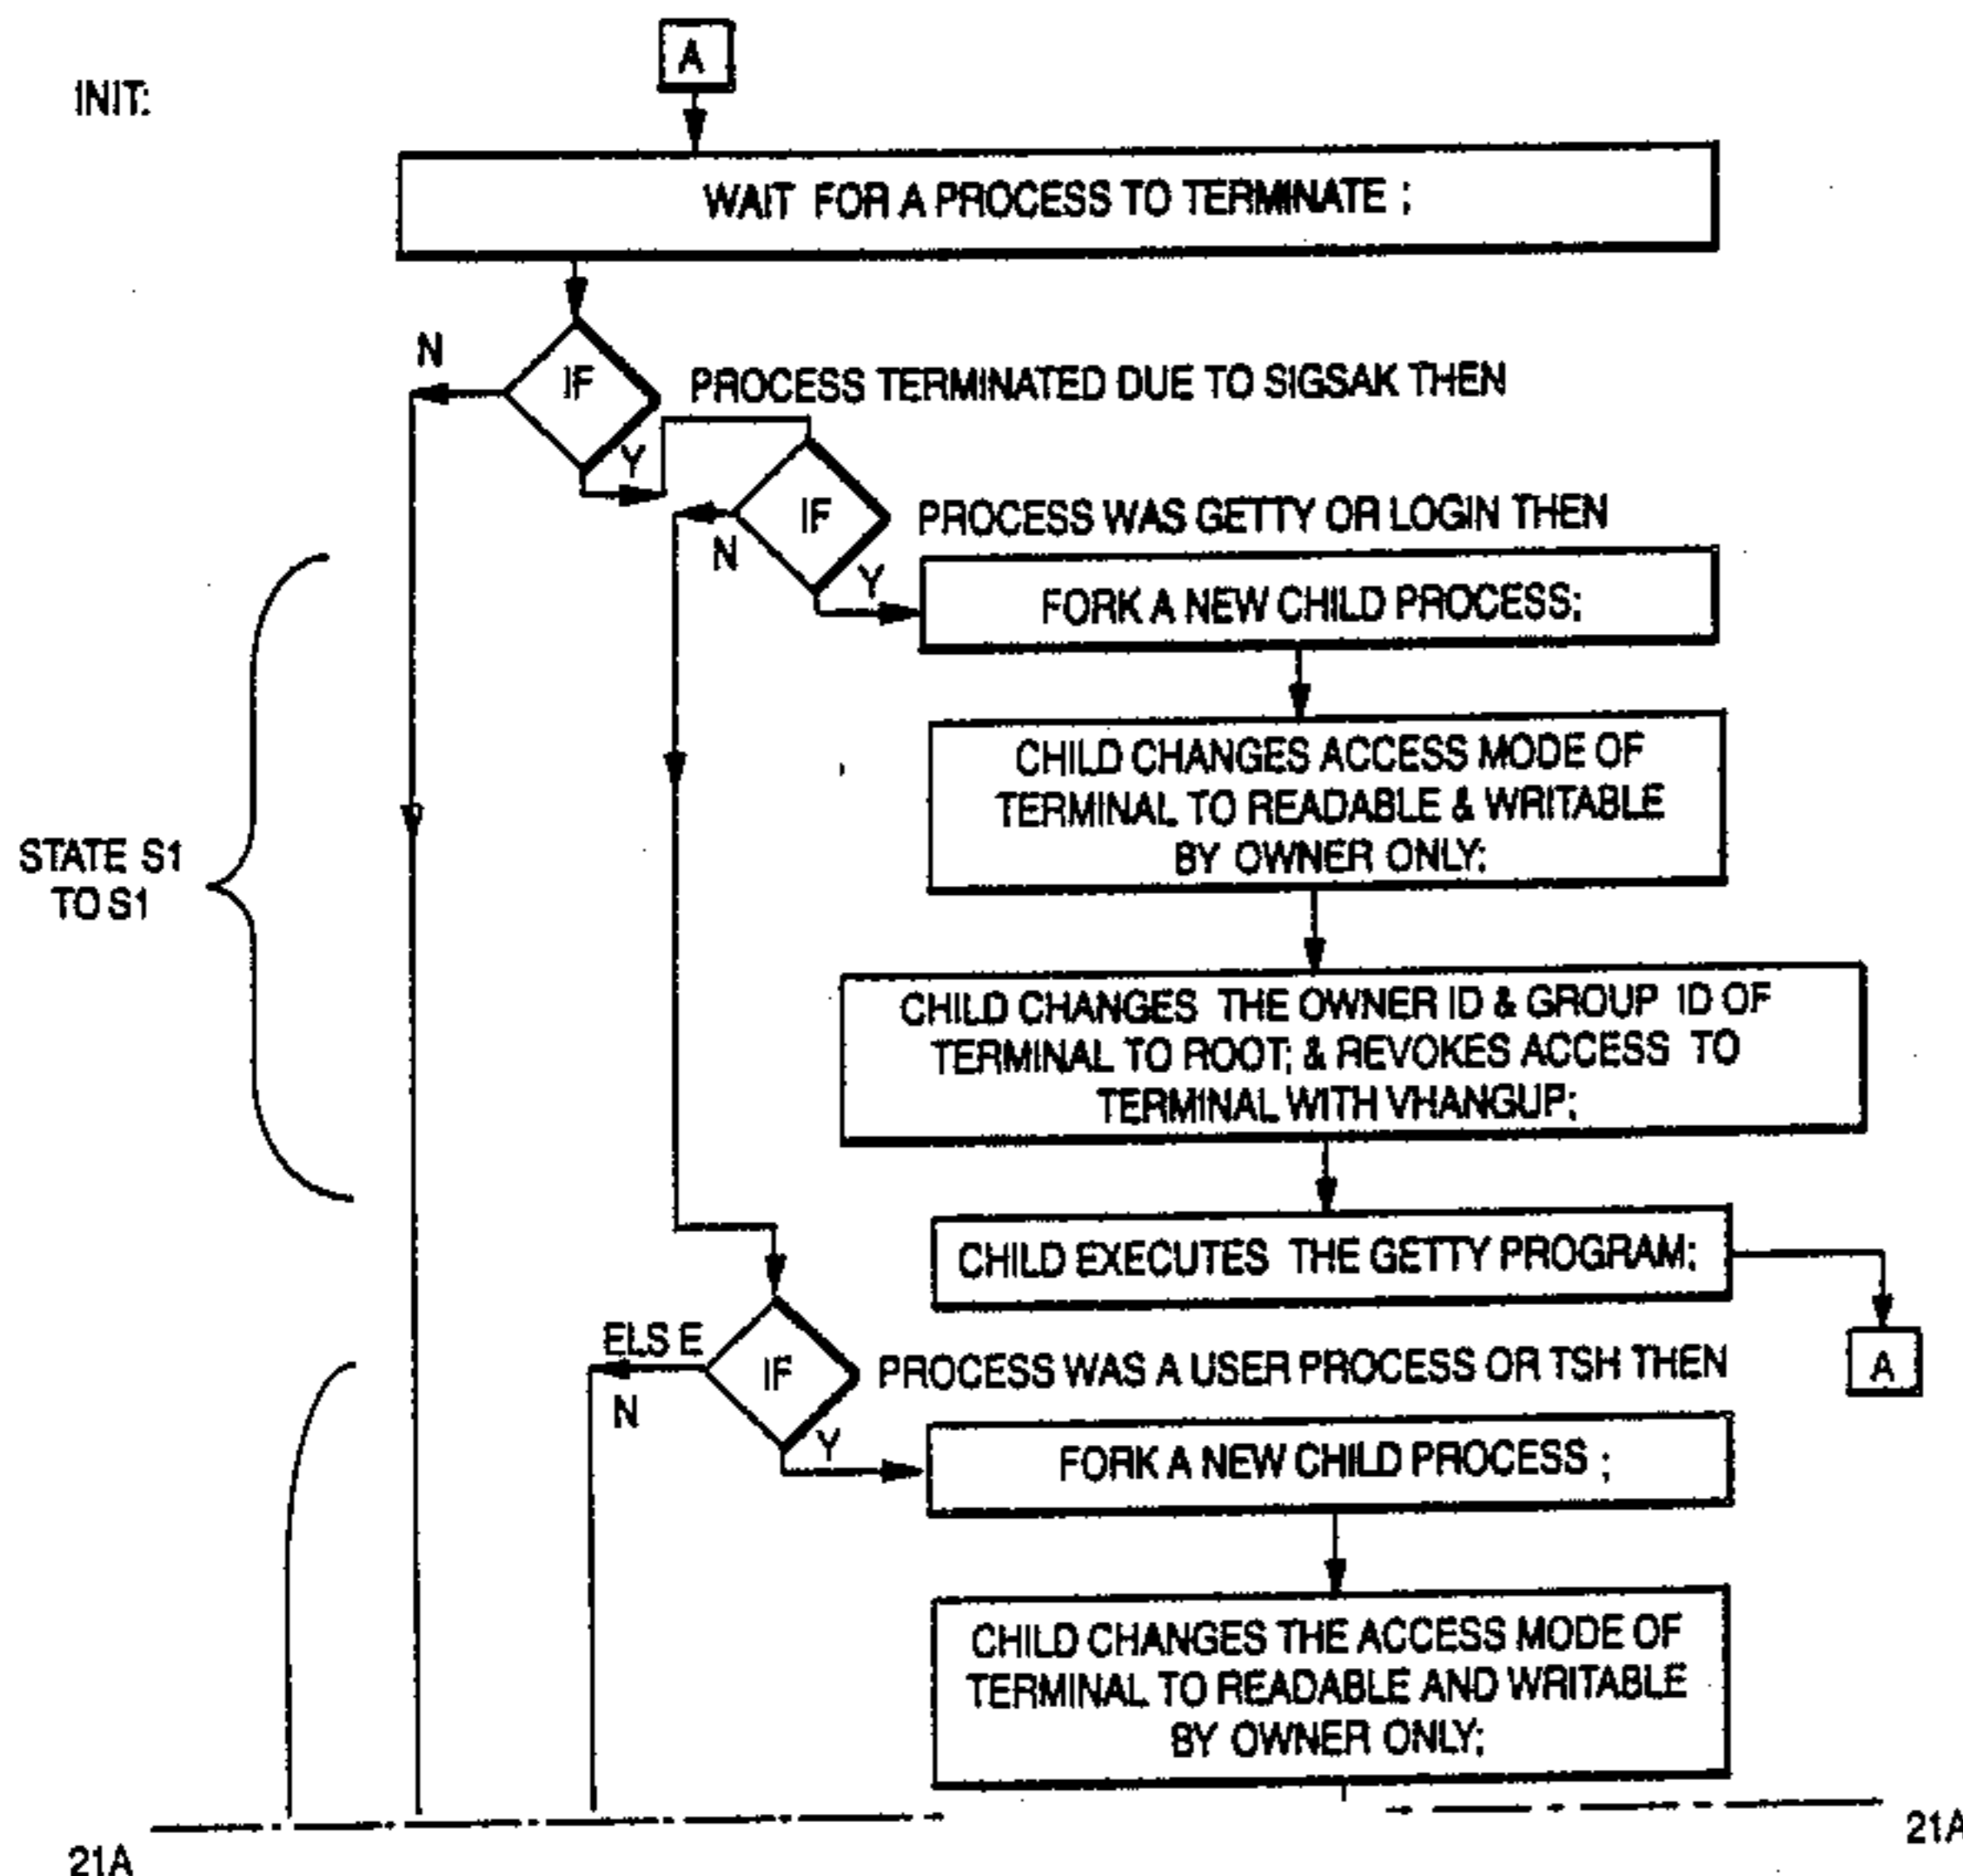 A
INIT:
WAIT FOR A PROCESS TO TERMINATE ;
N
IF
PROCESS TERMINATED DUE TO SIGSAK THEN
Y
IF
PROCESS WAS GETTY OR LOGIN THEN
N
Y
FORK A NEW CHILD PROCESS;
CHILD CHANGES ACCESS MODE OF
TERMINAL TO READABLE & WRITABLE
BY OWNER ONLY;
STATE S1
TO S1
CHILD CHANGES THE OWNER ID & GROUP ID OF
TERMINAL TO ROOT; & REVOKES ACCESS TO
TERMINAL WITH VHANGUP;
CHILD EXECUTES THE GETTY PROGRAM;
A
ELSE
N
IF
PROCESS WAS A USER PROCESS OR TSH THEN
Y
FORK A NEW CHILD PROCESS ;
CHILD CHANGES THE ACCESS MODE OF
TERMINAL TO READABLE AND WRITABLE
BY OWNER ONLY;
21A
21A